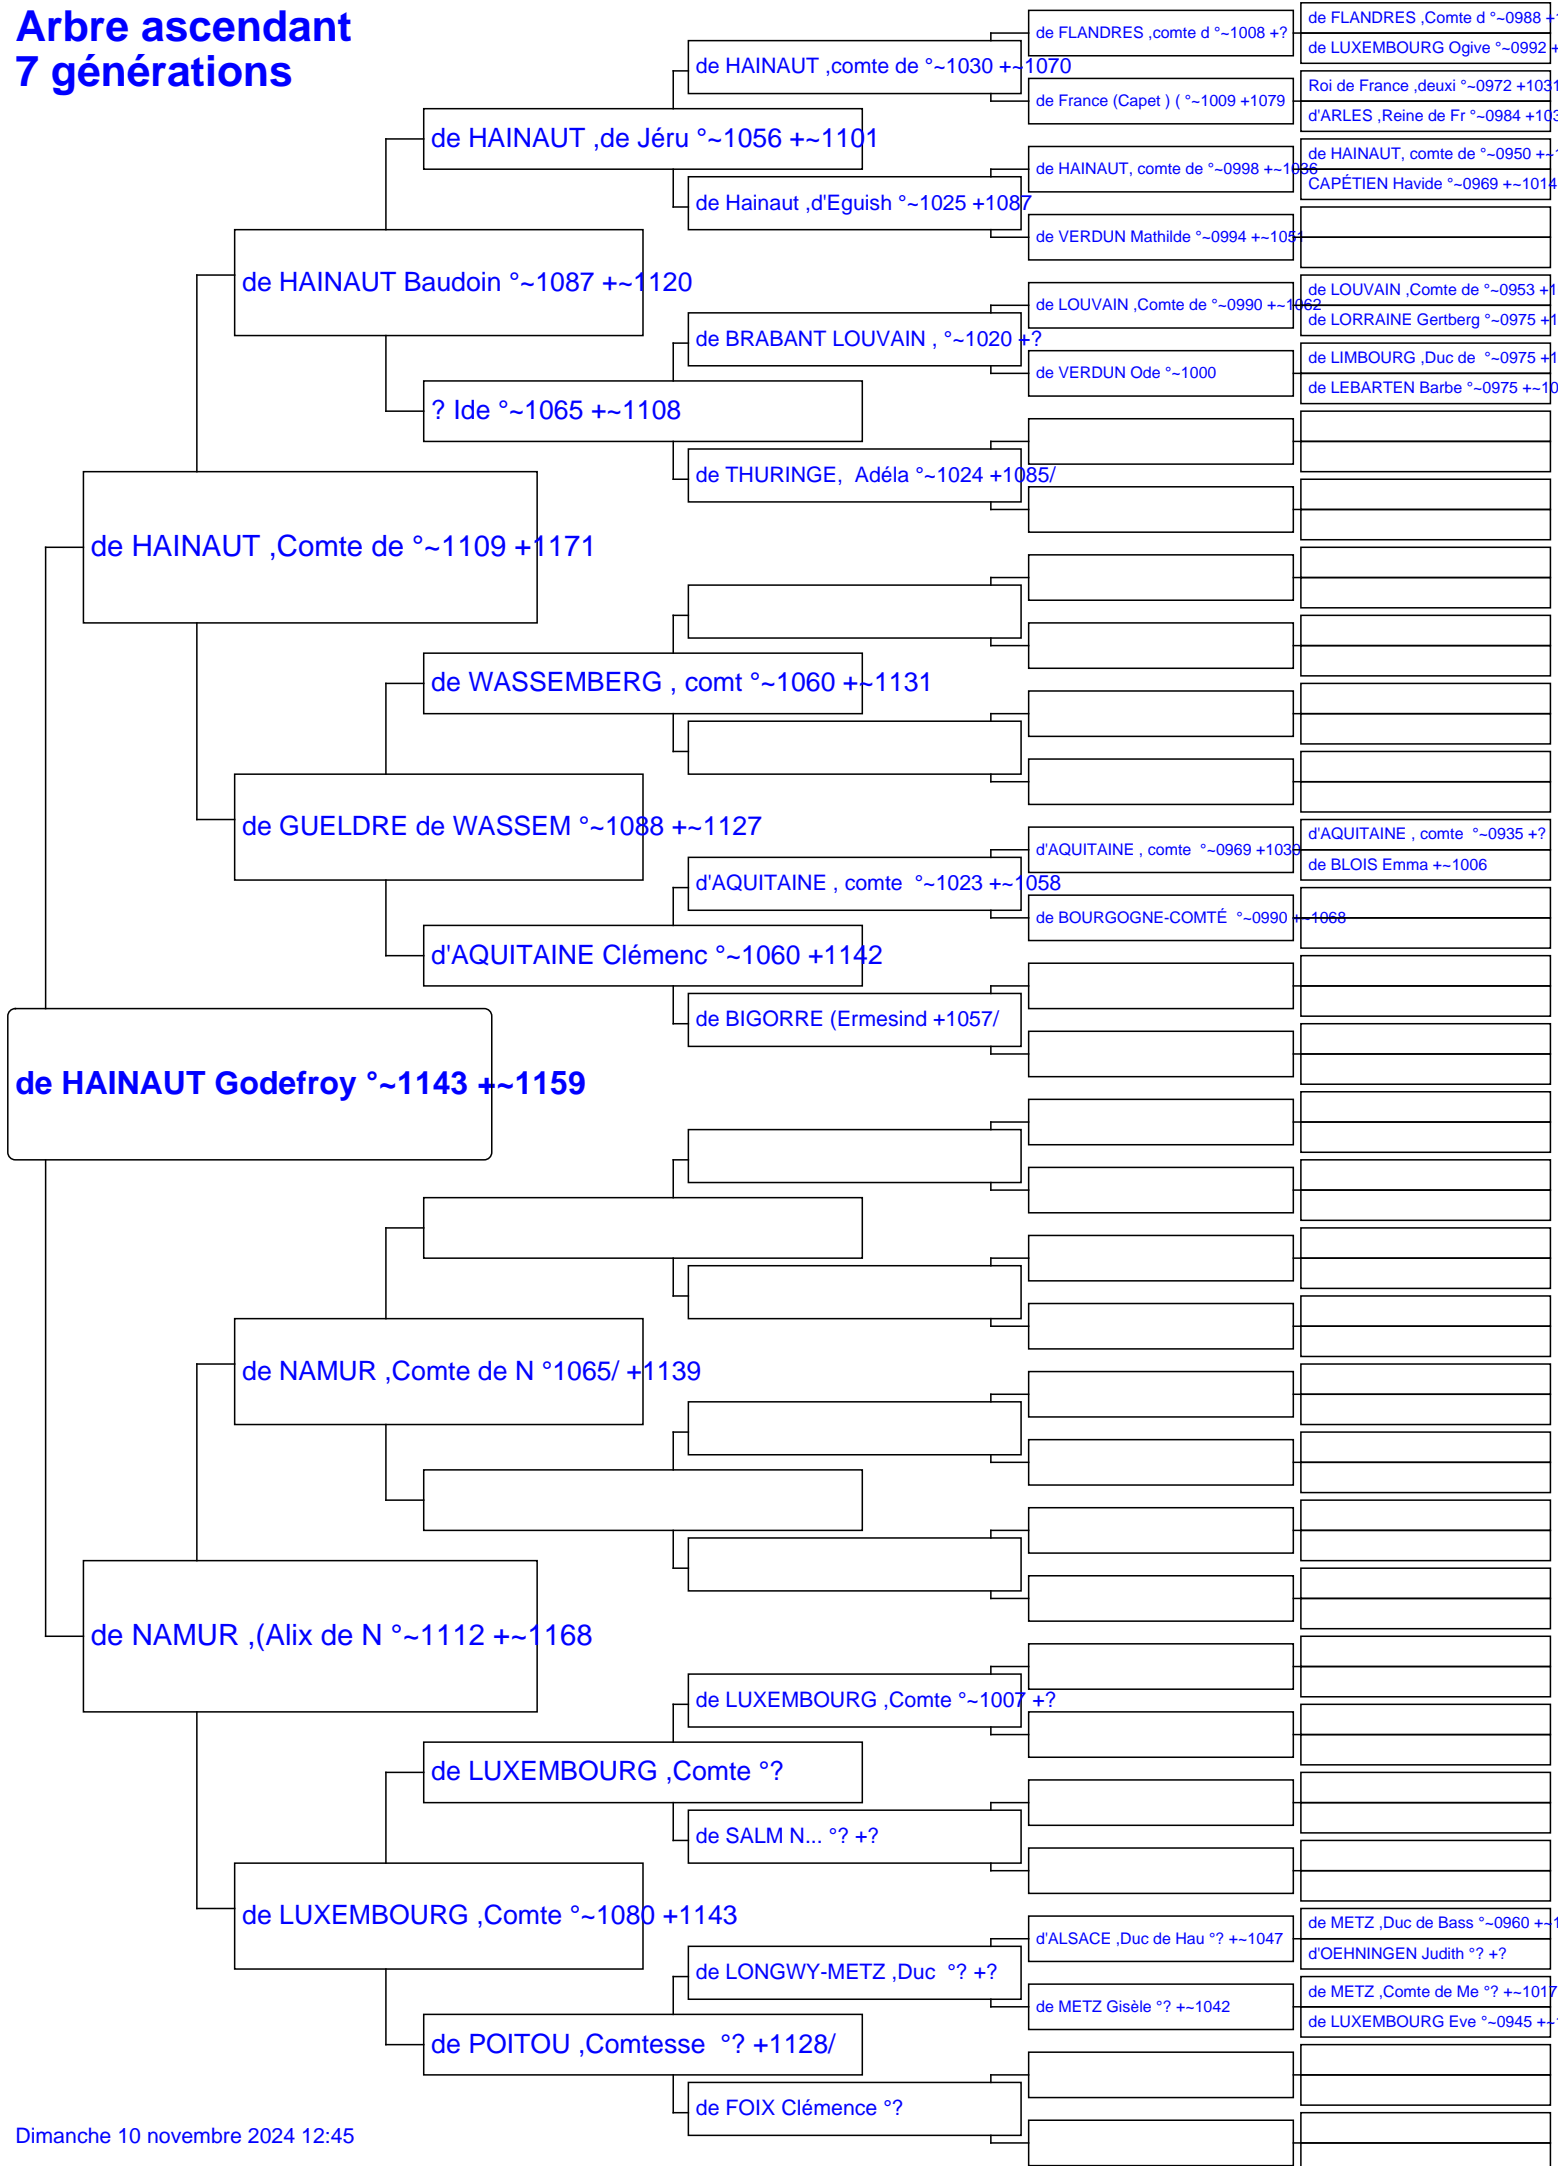 Arbre ascendant
7 générations
de FLANDRES ,Comte d °~0988 +
de FLANDRES ,comte d °~1008 +?
de LUXEMBOURG Ogive °~0992 +
de HAINAUT ,comte de °~1030 +~1070
Roi de France ,deuxi °~0972 +1031
de France (Capet ) ( °~1009 +1079
d'ARLES ,Reine de Fr °~0984 +103
de HAINAUT ,de Jéru °~1056 +~1101
de HAINAUT, comte de °~0950 +~1
de HAINAUT, comte de °~0998 +~1036
CAPÉTIEN Havide °~0969 +~1014
de Hainaut ,d'Eguish °~1025 +1087
de VERDUN Mathilde °~0994 +~1051
de HAINAUT Baudoin °~1087 +~1120
de LOUVAIN ,Comte de °~0953 +1
de LOUVAIN ,Comte de °~0990 +~1062
de LORRAINE Gertberg °~0975 +1
de BRABANT LOUVAIN , °~1020 +?
de LIMBOURG ,Duc de °~0975 +1
de VERDUN Ode °~1000
de LEBARTEN Barbe °~0975 +~10
? Ide °~1065 +~1108
de THURINGE, Adéla °~1024 +1085/
de HAINAUT ,Comte de °~1109 +1171
de WASSEMBERG , comt °~1060 +~1131
de GUELDRE de WASSEM °~1088 +~1127
d'AQUITAINE , comte °~0935 +?
d'AQUITAINE , comte °~0969 +1030
de BLOIS Emma +~1006
d'AQUITAINE , comte °~1023 +~1058
de BOURGOGNE-COMTÉ °~0990 +~1068
d'AQUITAINE Clémenc °~1060 +1142
de BIGORRE (Ermesind +1057/
de HAINAUT Godefroy °~1143 +~1159
de NAMUR ,Comte de N °1065/ +1139
de NAMUR ,(Alix de N °~1112 +~1168
de LUXEMBOURG ,Comte °~1007 +?
de LUXEMBOURG ,Comte °?
de SALM N... °? +?
de LUXEMBOURG ,Comte °~1080 +1143
de METZ ,Duc de Bass °~0960 +~1
d'ALSACE ,Duc de Hau °? +~1047
d'OEHNINGEN Judith °? +?
de LONGWY-METZ ,Duc °? +?
de METZ ,Comte de Me °? +~1017
de METZ Gisèle °? +~1042
de LUXEMBOURG Eve °~0945 +~1
de POITOU ,Comtesse °? +1128/
de FOIX Clémence °?
Dimanche 10 novembre 2024 12:45